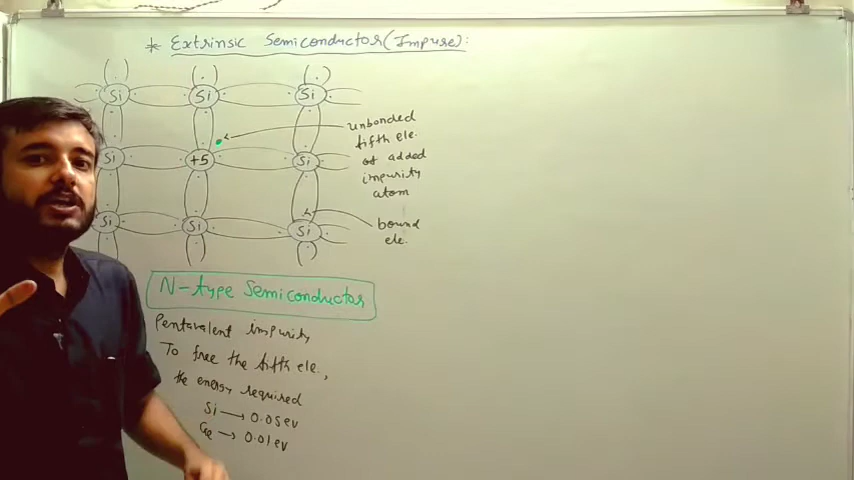 * Extrinsic Semiconductor (Impure):
Si Si Si
Si +5 Si
Si Si Si
unbonded
fifth ele.
of added
impurity
atom
bound
ele.
N-type Semiconductor
Pentavalent impurity
To free the fifth ele.,
the energy required
Si → 0.05 ev
Ge → 0.01 ev